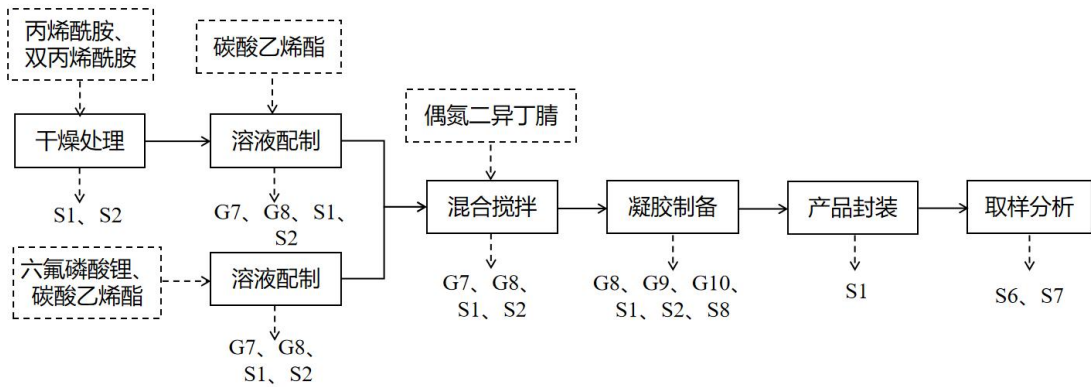 丙烯酰胺、
双丙烯酰胺
碳酸乙烯酯
偶氮二异丁腈
干燥处理
溶液配制
S1、S2
G7、G8、S1、
S2
混合搅拌
凝胶制备
产品封装
取样分析
六氟磷酸锂、
碳酸乙烯酯
溶液配制
G7、G8、
S1、S2
G8、G9、G10、
S1、S2、S8
S1
S6、S7
G7、G8、
S1、S2